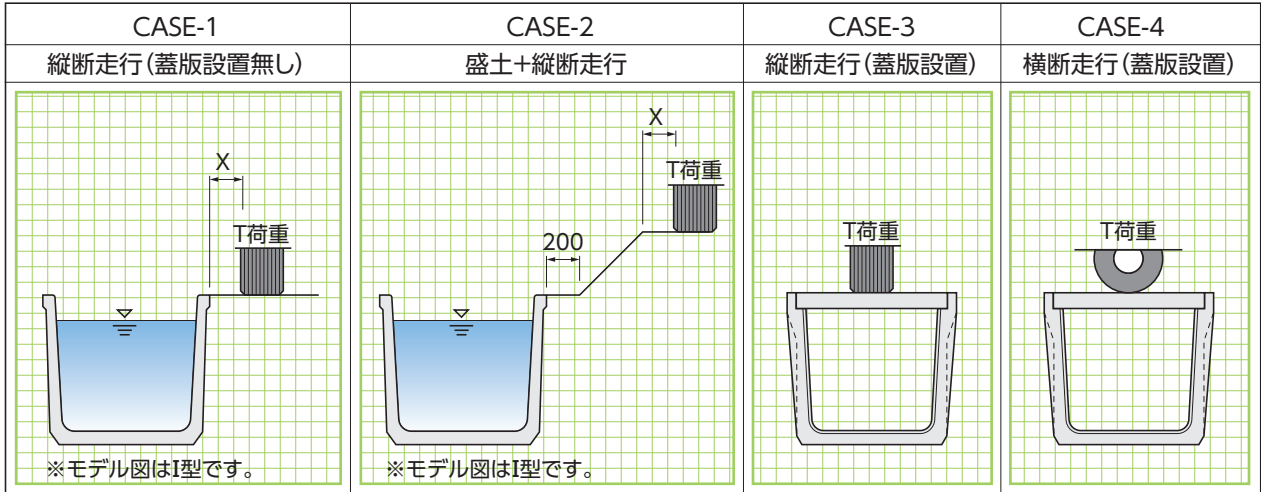 CASE-1
縦断走行(蓋版設置無し)
X
T荷重
※モデル図はI型です。
CASE-2
盛土+縦断走行
X
T荷重
200
※モデル図はI型です。
CASE-3
縦断走行(蓋版設置)
T荷重
CASE-4
横断走行(蓋版設置)
T荷重